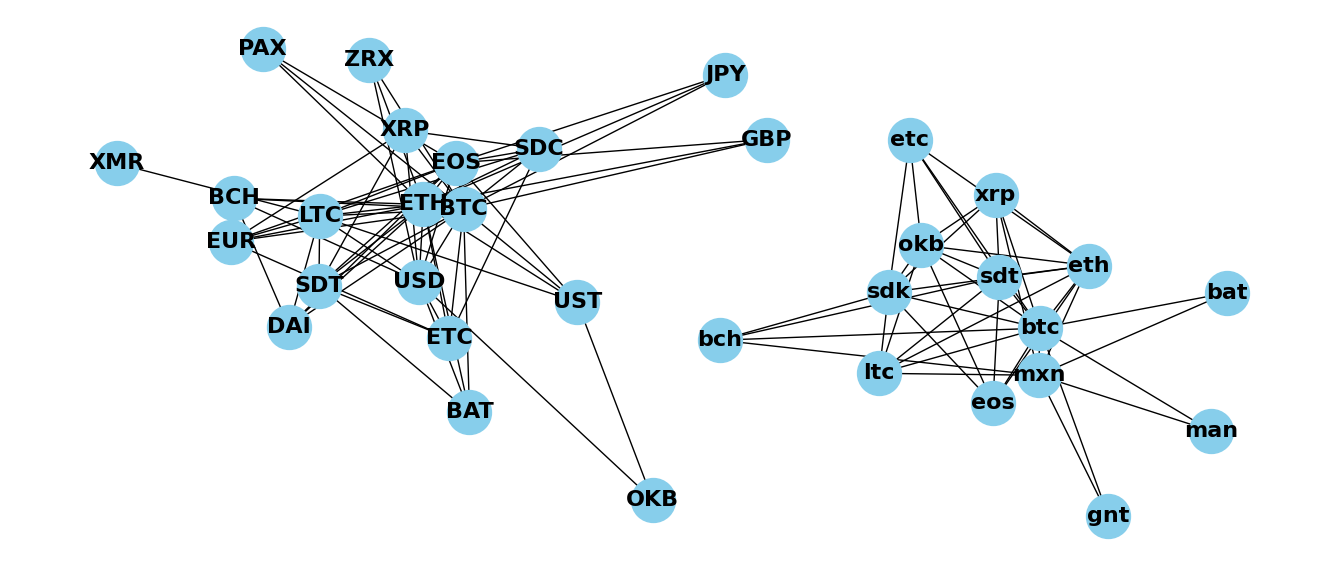 PAX
ZRX
JPY
XRP
GBP
etc
EOS
SDC
XMR
BCH
xrp
LTC
ETH
BTC
EUR
okb
eth
sdt
SDT
USD
sdk
bat
UST
DAI
btc
ETC
bch
ltc
mxn
eos
BAT
man
OKB
gnt